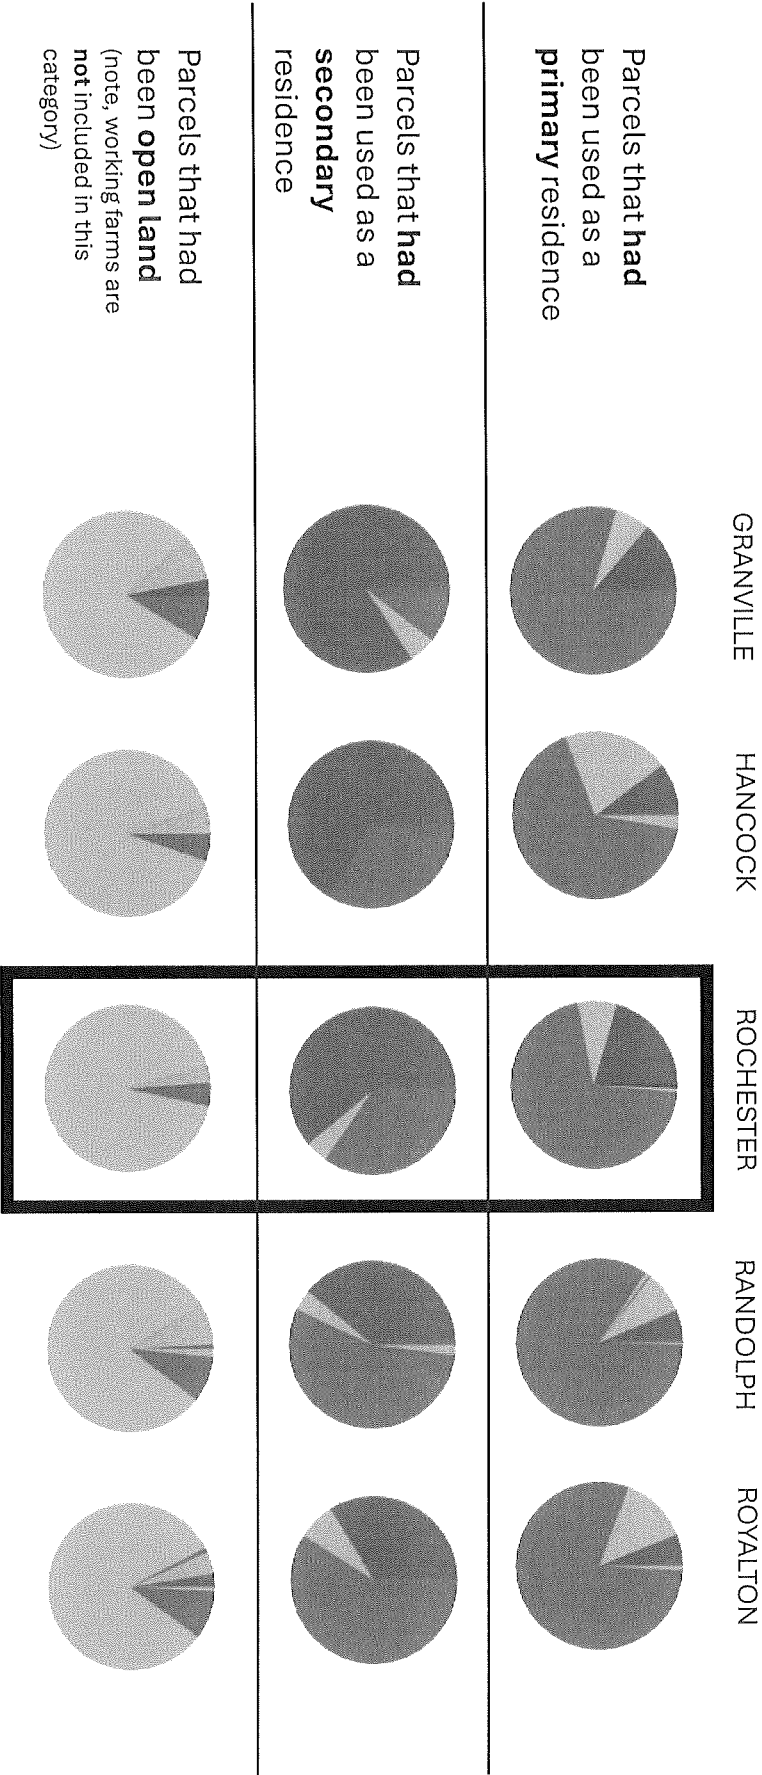 GRANVILLE
HANCOCK
ROCHESTER
RANDOLPH
ROYALTON
Parcels that had
been used as a
primary residence
Parcels that had
been used as a
secondary
residence
Parcels that had
been open land
(note, working farms are
not included in this
category)